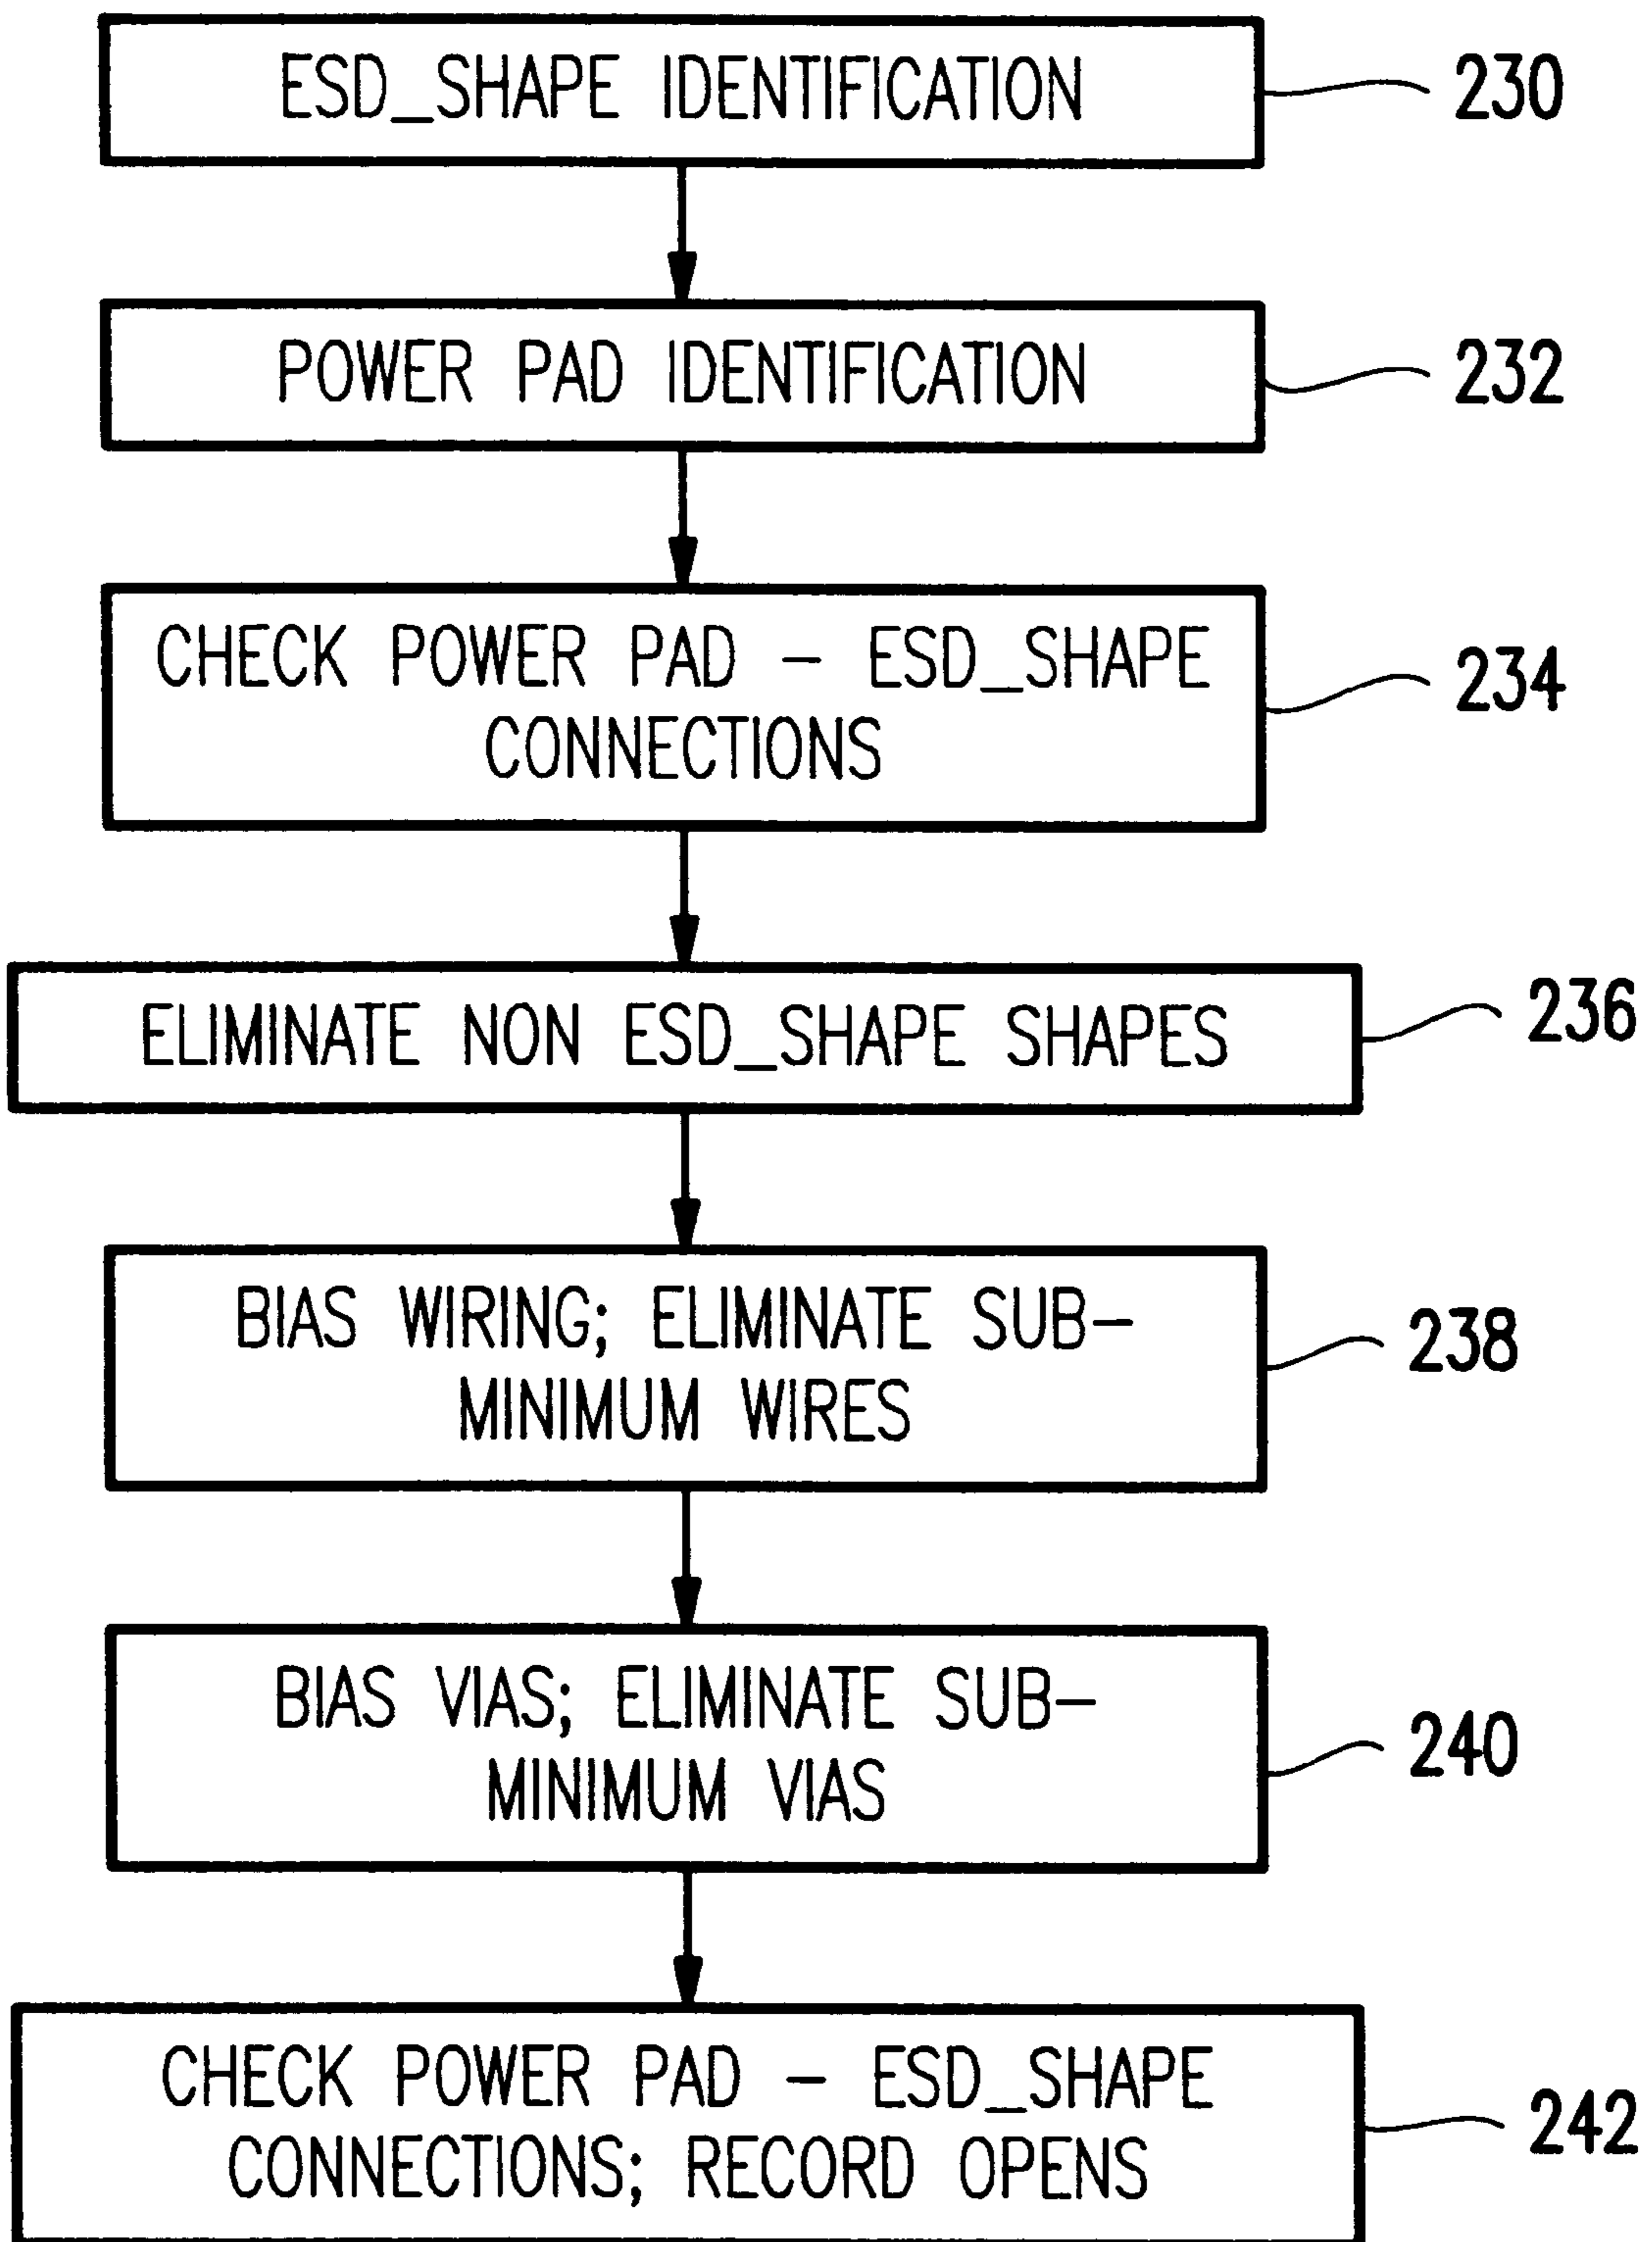 ESD_SHAPE IDENTIFICATION
230
POWER PAD IDENTIFICATION
232
CHECK POWER PAD – ESD_SHAPE
CONNECTIONS
234
ELIMINATE NON ESD_SHAPE SHAPES
236
BIAS WIRING; ELIMINATE SUB–
MINIMUM WIRES
238
BIAS VIAS; ELIMINATE SUB–
MINIMUM VIAS
240
CHECK POWER PAD – ESD_SHAPE
CONNECTIONS; RECORD OPENS
242